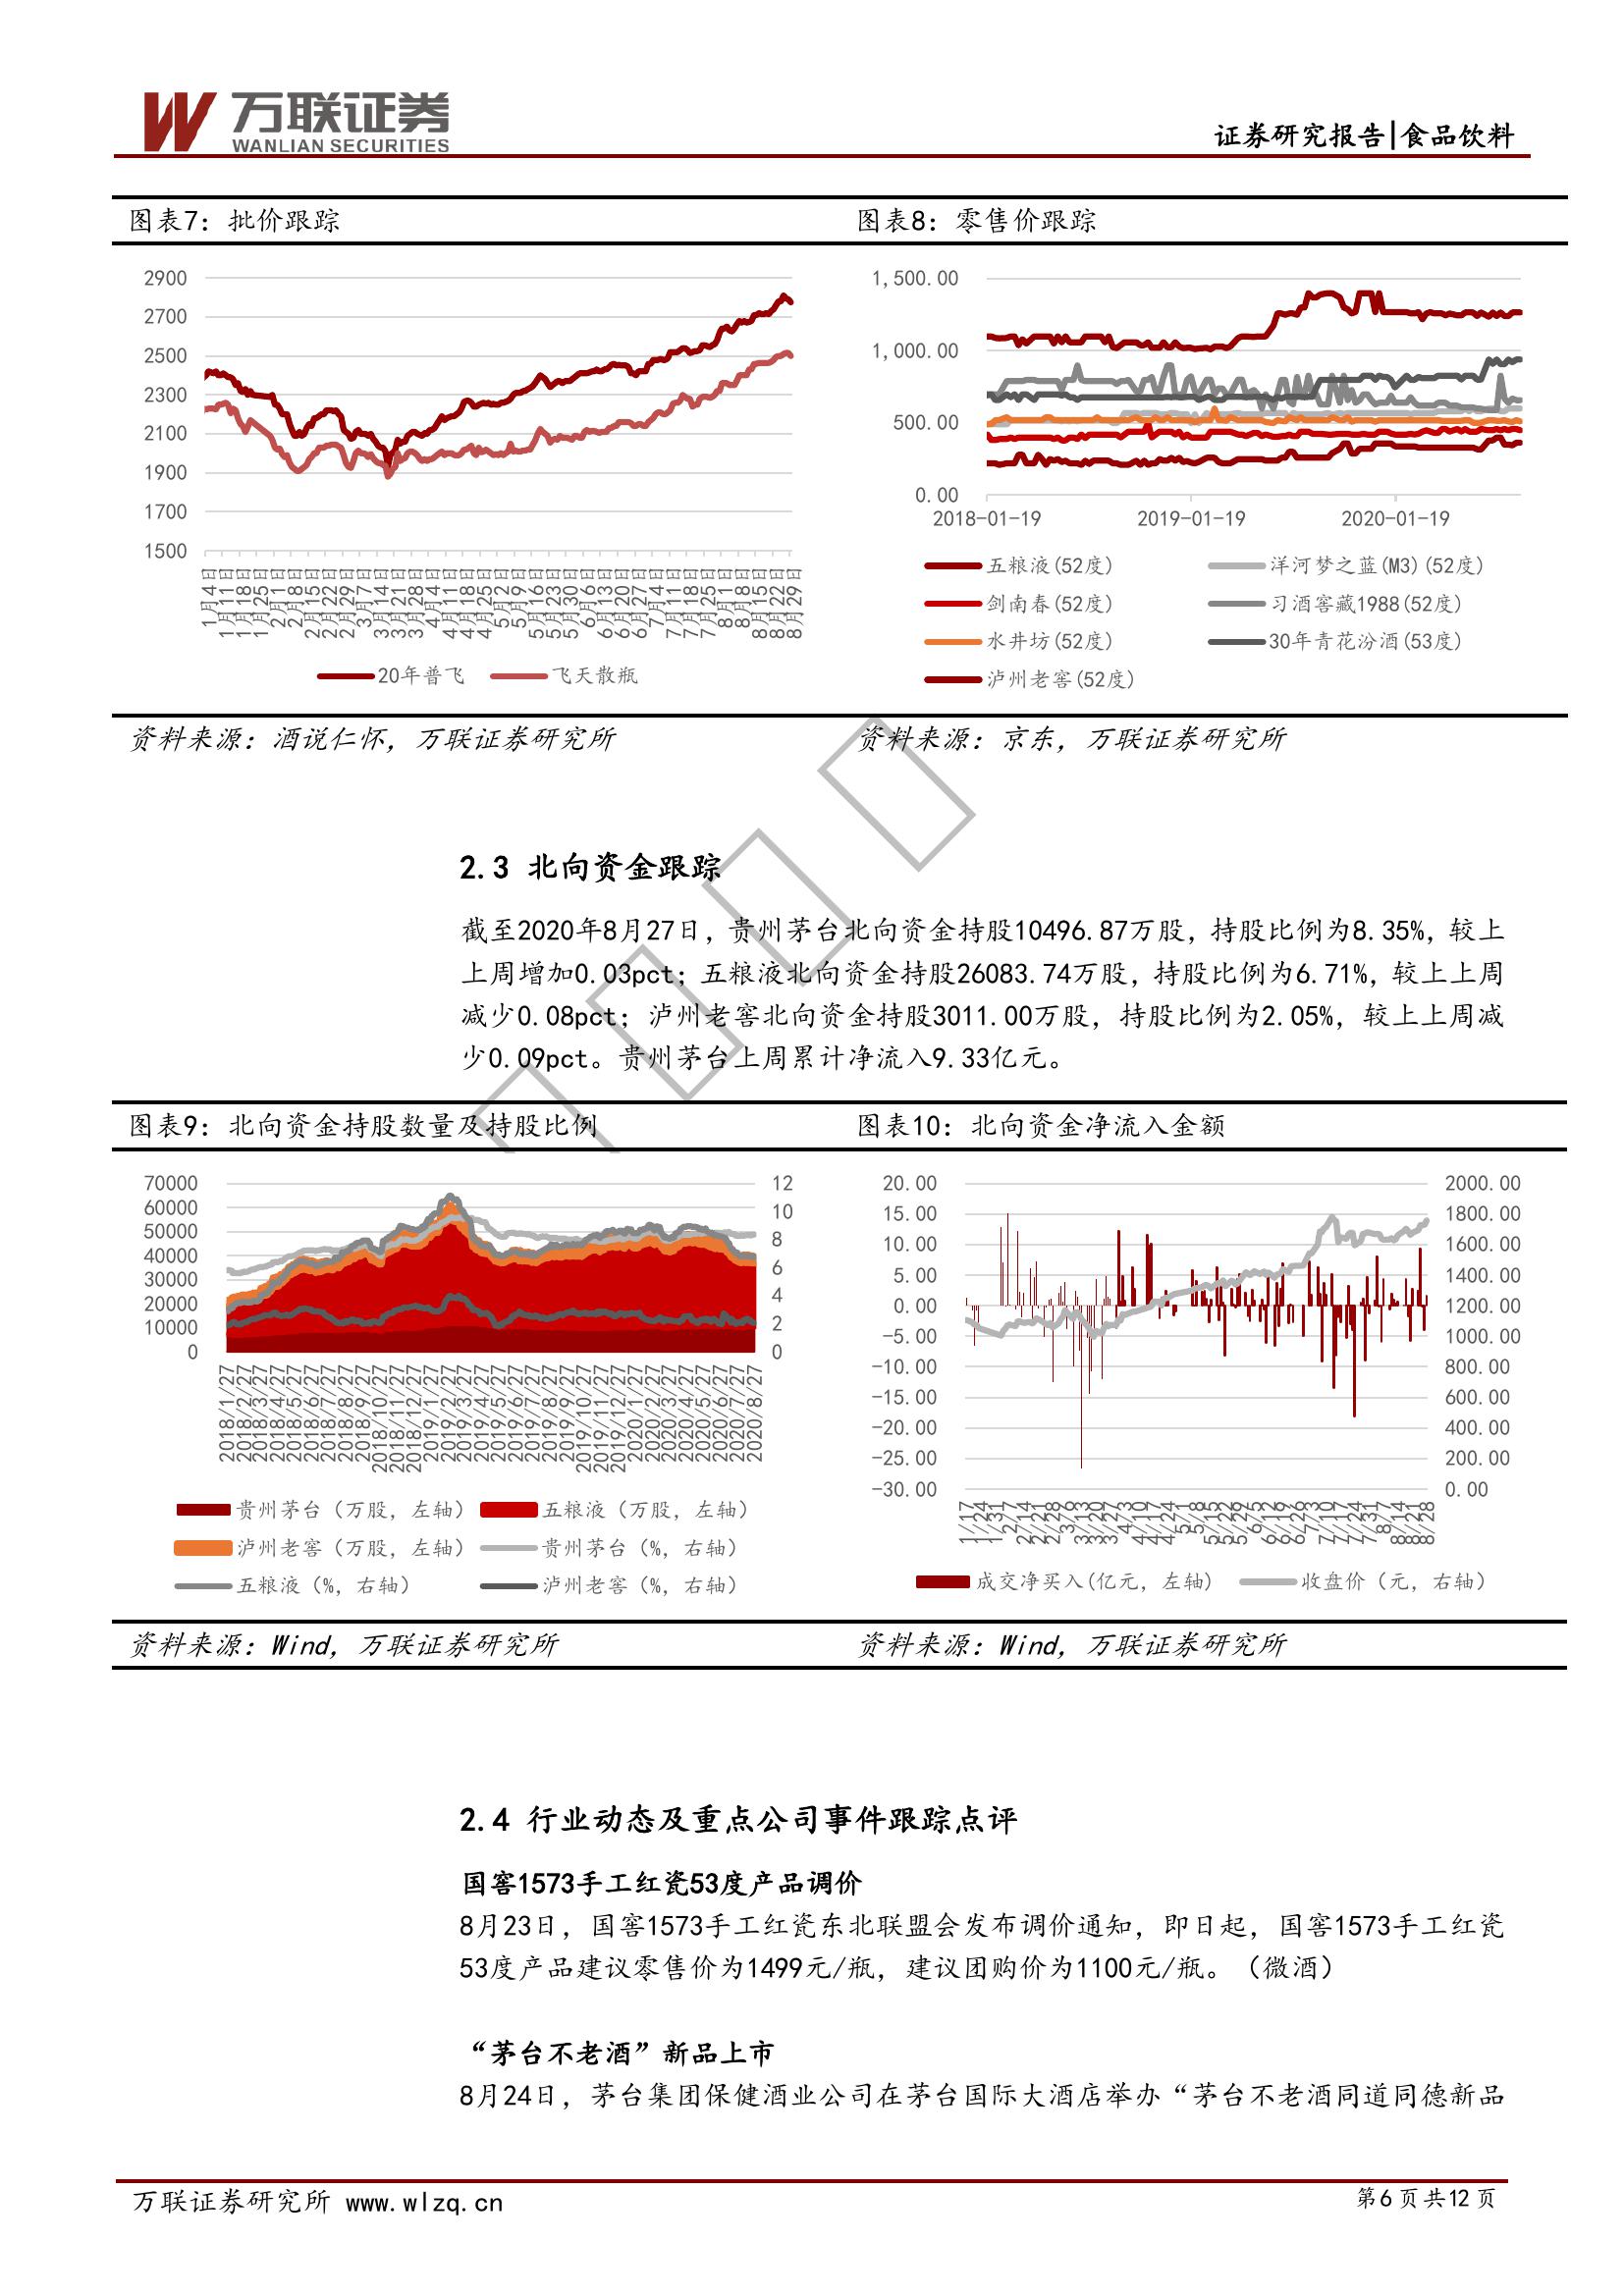 万联证券
WANLIAN SECURITIES
证券研究报告|食品饮料
图表7：批价跟踪
图表8：零售价跟踪
2900
2700
2500
2300
2100
1900
1700
1500
1月4日
1月11日
1月18日
1月25日
2月1日
2月8日
2月15日
2月22日
2月29日
3月7日
3月14日
3月21日
3月28日
4月4日
4月11日
4月18日
4月25日
5月2日
5月9日
5月16日
5月23日
5月30日
6月6日
6月13日
6月20日
6月27日
7月4日
7月11日
7月18日
7月25日
8月1日
8月8日
8月15日
8月22日
8月29日
20年普飞
飞天散瓶
1,500.00
1,000.00
500.00
0.00
2018-01-19
2019-01-19
2020-01-19
五粮液(52度)
洋河梦之蓝(M3)(52度)
剑南春(52度)
习酒窖藏1988(52度)
水井坊(52度)
30年青花汾酒(53度)
泸州老窖(52度)
资料来源：酒说仁怀，万联证券研究所
资料来源：京东，万联证券研究所
2.3 北向资金跟踪
截至2020年8月27日，贵州茅台北向资金持股10496.87万股，持股比例为8.35%，较上
上周增加0.03pct；五粮液北向资金持股26083.74万股，持股比例为6.71%，较上上周
减少0.08pct；泸州老窖北向资金持股3011.00万股，持股比例为2.05%，较上上周减
少0.09pct。贵州茅台上周累计净流入9.33亿元。
图表9：北向资金持股数量及持股比例
图表10：北向资金净流入金额
70000
60000
50000
40000
30000
20000
10000
0
12
10
8
6
4
2
0
2018/1/27
2018/2/27
2018/3/27
2018/4/27
2018/5/27
2018/6/27
2018/7/27
2018/8/27
2018/9/27
2018/10/27
2018/11/27
2018/12/27
2019/1/27
2019/2/27
2019/3/27
2019/4/27
2019/5/27
2019/6/27
2019/7/27
2019/8/27
2019/9/27
2019/10/27
2019/11/27
2019/12/27
2020/1/27
2020/2/27
2020/3/27
2020/4/27
2020/5/27
2020/6/27
2020/7/27
2020/8/27
贵州茅台（万股，左轴）
五粮液（万股，左轴）
泸州老窖（万股，左轴）
贵州茅台（%，右轴）
五粮液（%，右轴）
泸州老窖（%，右轴）
20.00
15.00
10.00
5.00
0.00
-5.00
-10.00
-15.00
-20.00
-25.00
-30.00
2000.00
1800.00
1600.00
1400.00
1200.00
1000.00
800.00
600.00
400.00
200.00
0.00
1/17
1/24
1/31
2/7
2/14
2/21
2/28
3/6
3/13
3/20
3/27
4/3
4/10
4/17
4/24
5/1
5/8
5/15
5/22
5/29
6/5
6/12
6/19
6/26
7/3
7/10
7/17
7/24
7/31
8/7
8/14
8/21
8/28
成交净买入(亿元，左轴)
收盘价（元，右轴）
资料来源：Wind，万联证券研究所
资料来源：Wind，万联证券研究所
2.4 行业动态及重点公司事件跟踪点评
国窖1573手工红瓷53度产品调价
8月23日，国窖1573手工红瓷东北联盟会发布调价通知，即日起，国窖1573手工红瓷
53度产品建议零售价为1499元/瓶，建议团购价为1100元/瓶。（微酒）
“茅台不老酒”新品上市
8月24日，茅台集团保健酒业公司在茅台国际大酒店举办“茅台不老酒同道同德新品
万联证券研究所 www.wlzq.cn
第6页共12页